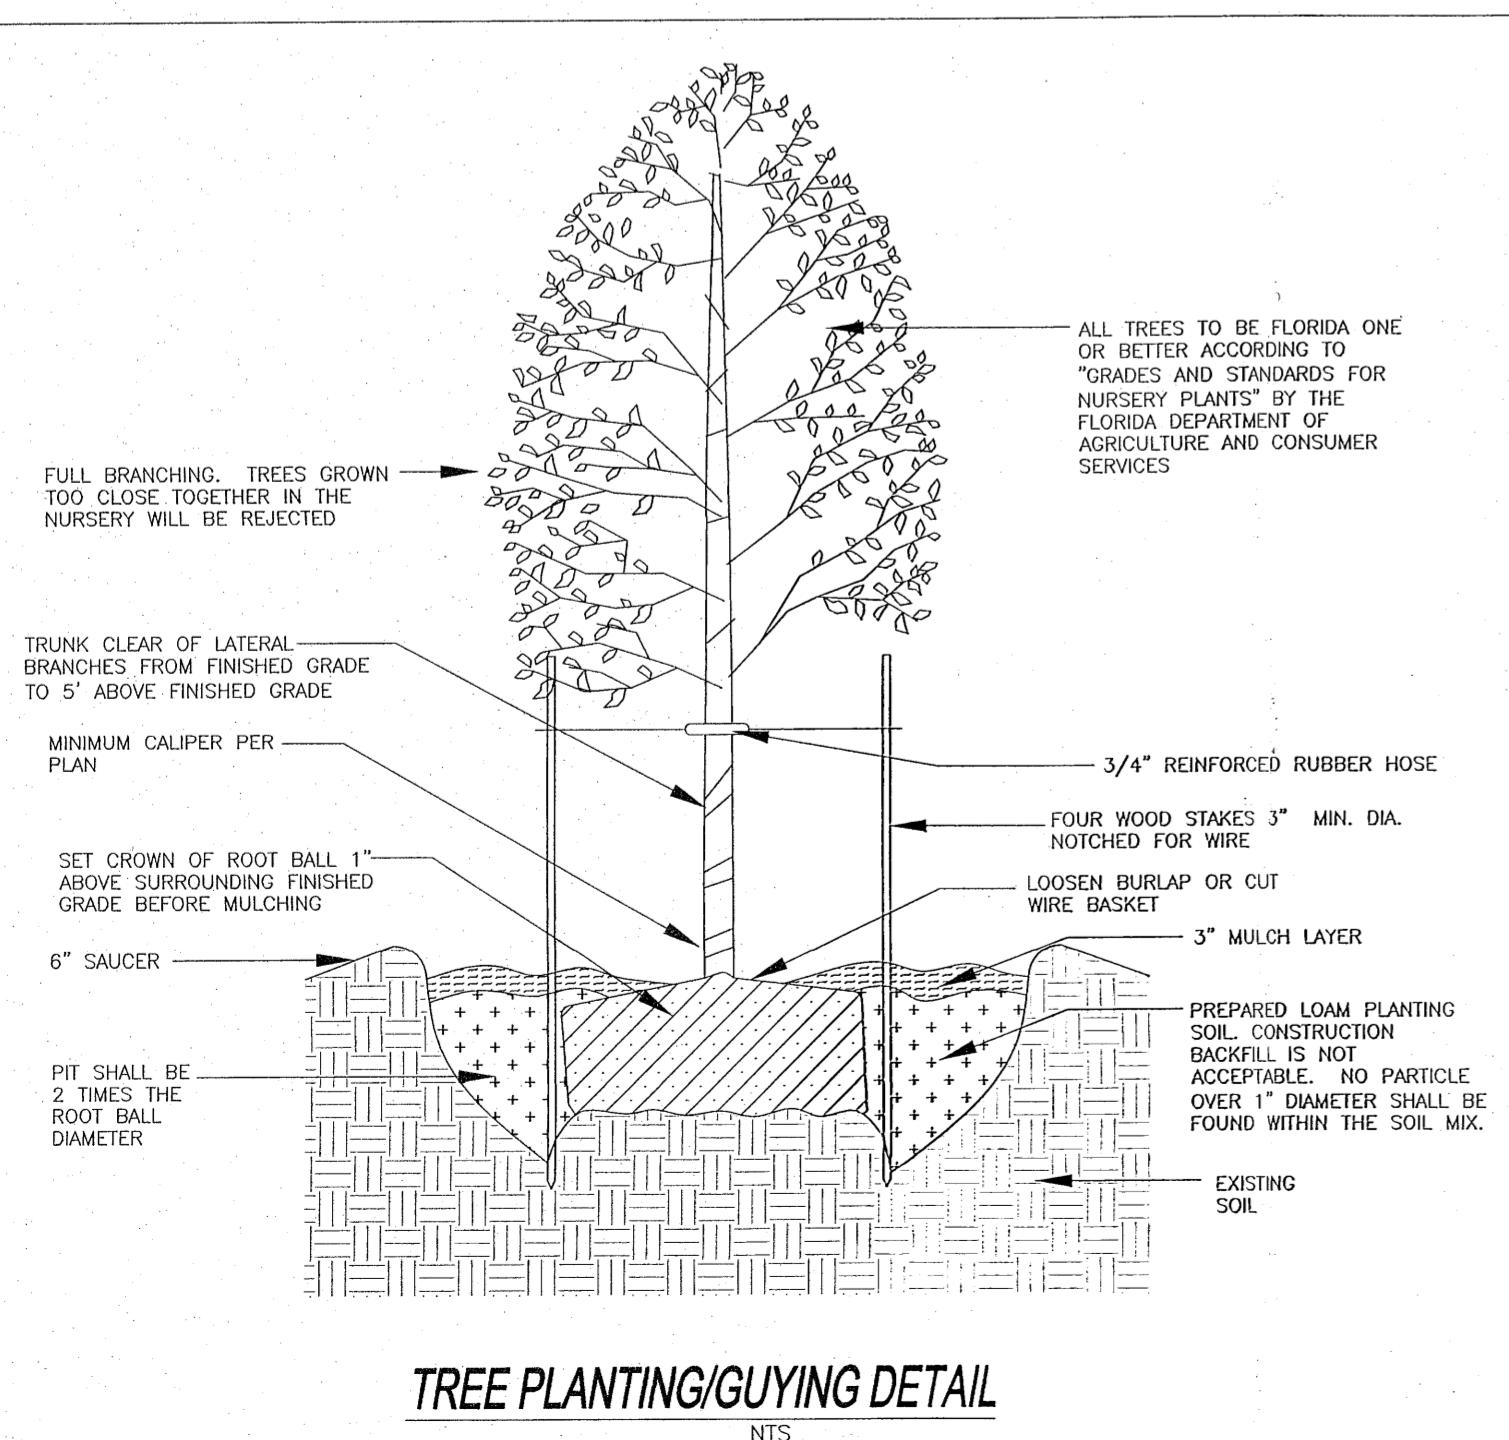 ALL TREES TO BE FLORIDA ONE
OR BETTER ACCORDING TO
"GRADES AND STANDARDS FOR
NURSERY PLANTS" BY THE
FLORIDA DEPARTMENT OF
AGRICULTURE AND CONSUMER
SERVICES
FULL BRANCHING. TREES GROWN
TOO CLOSE TOGETHER IN THE
NURSERY WILL BE REJECTED
TRUNK CLEAR OF LATERAL
BRANCHES FROM FINISHED GRADE
TO 5' ABOVE FINISHED GRADE
MINIMUM CALIPER PER
PLAN
3/4" REINFORCED RUBBER HOSE
FOUR WOOD STAKES 3" MIN. DIA.
NOTCHED FOR WIRE
SET CROWN OF ROOT BALL 1"
ABOVE SURROUNDING FINISHED
GRADE BEFORE MULCHING
LOOSEN BURLAP OR CUT
WIRE BASKET
3" MULCH LAYER
6" SAUCER
PREPARED LOAM PLANTING
SOIL. CONSTRUCTION
BACKFILL IS NOT
ACCEPTABLE. NO PARTICLE
OVER 1" DIAMETER SHALL BE
FOUND WITHIN THE SOIL MIX.
PIT SHALL BE
2 TIMES THE
ROOT BALL
DIAMETER
EXISTING
SOIL
TREE PLANTING/GUYING DETAIL
NTS